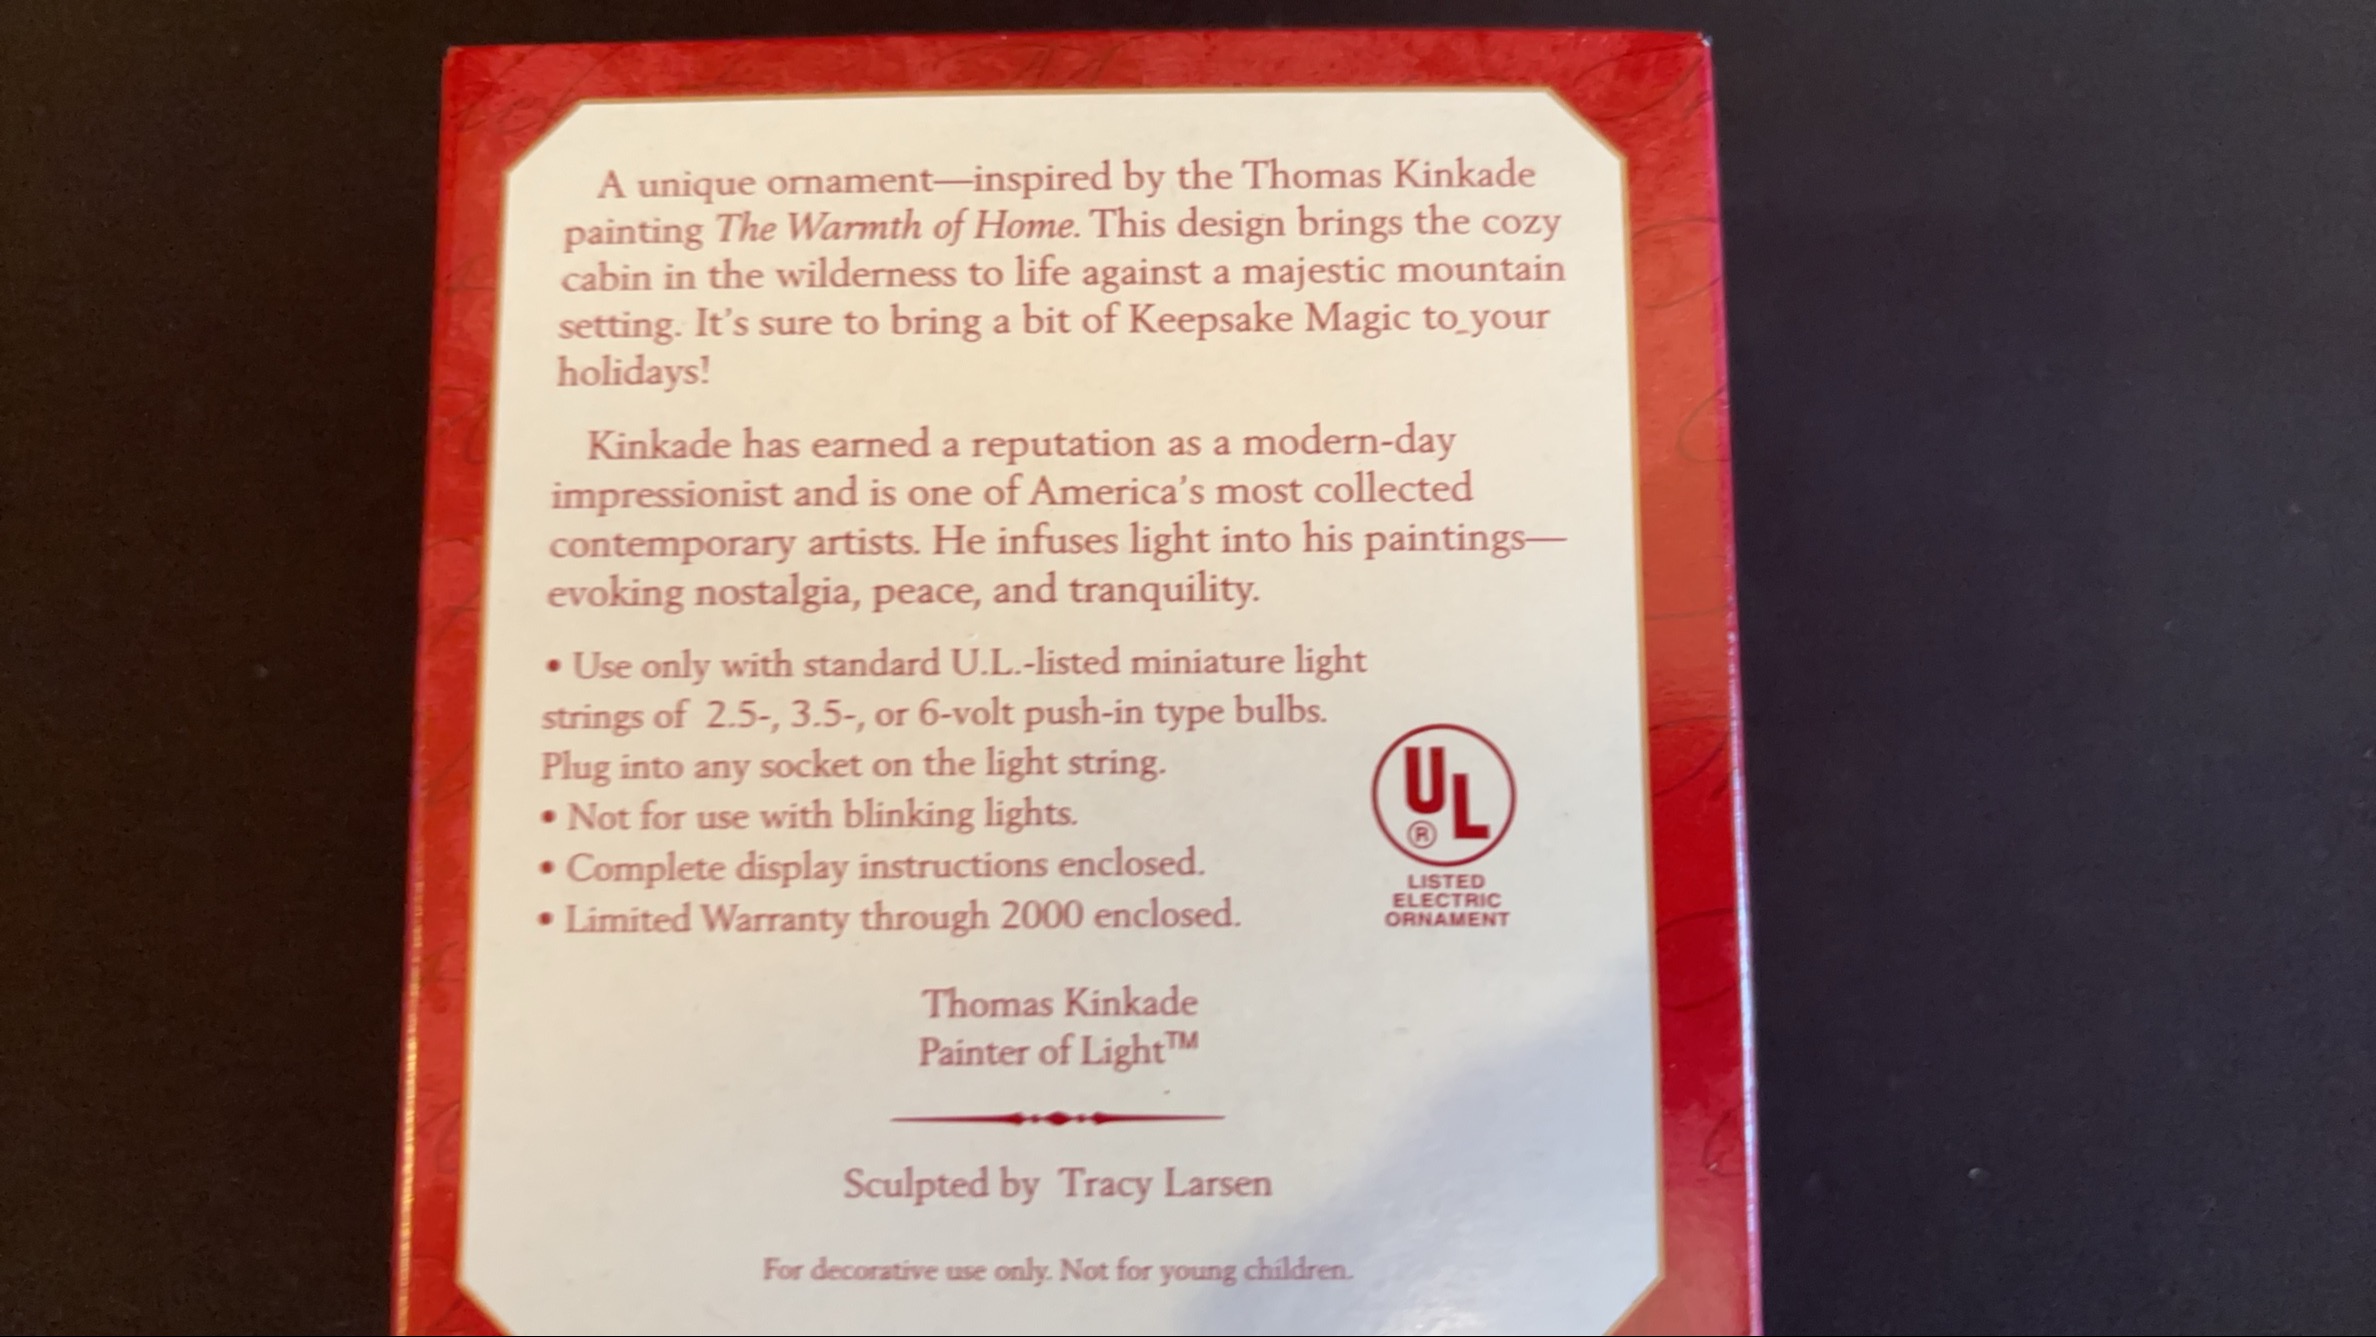 A unique ornament—inspired by the Thomas Kinkade
painting The Warmth of Home. This design brings the cozy
cabin in the wilderness to life against a majestic mountain
setting. It's sure to bring a bit of Keepsake Magic to your
holidays!
Kinkade has earned a reputation as a modern-day
impressionist and is one of America's most collected
contemporary artists. He infuses light into his paintings—
evoking nostalgia, peace, and tranquility.
• Use only with standard U.L.-listed miniature light
strings of 2.5-, 3.5-, or 6-volt push-in type bulbs.
Plug into any socket on the light string.
• Not for use with blinking lights.
• Complete display instructions enclosed.
• Limited Warranty through 2000 enclosed.
UL
®
LISTED
ELECTRIC
ORNAMENT
Thomas Kinkade
Painter of Light™
Sculpted by Tracy Larsen
For decorative use only. Not for young children.